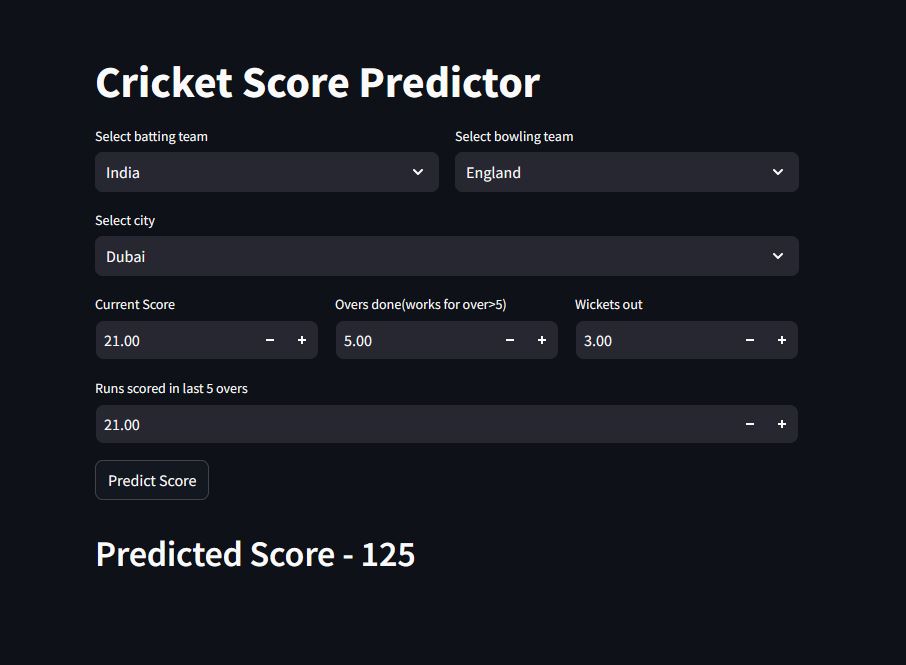 Cricket Score Predictor
Select batting team Select bowling team
India England
Select city
Dubai
Current Score Overs done(works for over>5) Wickets out
21.00 - + 5.00 - + 3.00 - +
Runs scored in last 5 overs
21.00 - +
Predict Score
Predicted Score - 125